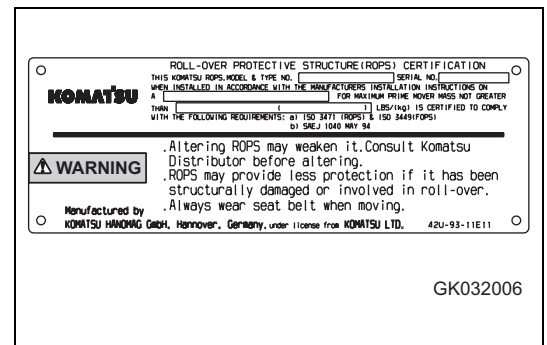 ROLL-OVER PROTECTIVE STRUCTURE(ROPS) CERTIFICATION
THIS KOMATSU ROPS.MODEL & TYPE NO. SERIAL NO.
WHEN INSTALLED IN ACCORDANCE WITH THE MANUFACTURERS INSTALLATION INSTRUCTIONS ON
A FOR MAXIMUM PRIME MOVER MASS NOT GREATER
KOMATSU
THAN ( ) LBS/(kg) IS CERTIFIED TO COMPLY
WITH THE FOLLOWING REQUIREMENTS: a) ISO 3471 (ROPS) & ISO 3449(FOPS)
b) SAEJ 1040 MAY 94
.Altering ROPS may weaken it.Consult Komatsu
Distributor before altering.
WARNING
.ROPS may provide less protection if it has been
structurally damaged or involved in roll-over.
.Always wear seat belt when moving.
Manufactured by
KOMATSU HANOMAG GmbH, Hannover, Germany, under license from KOMATSU LTD. 42U-93-11E11
GK032006